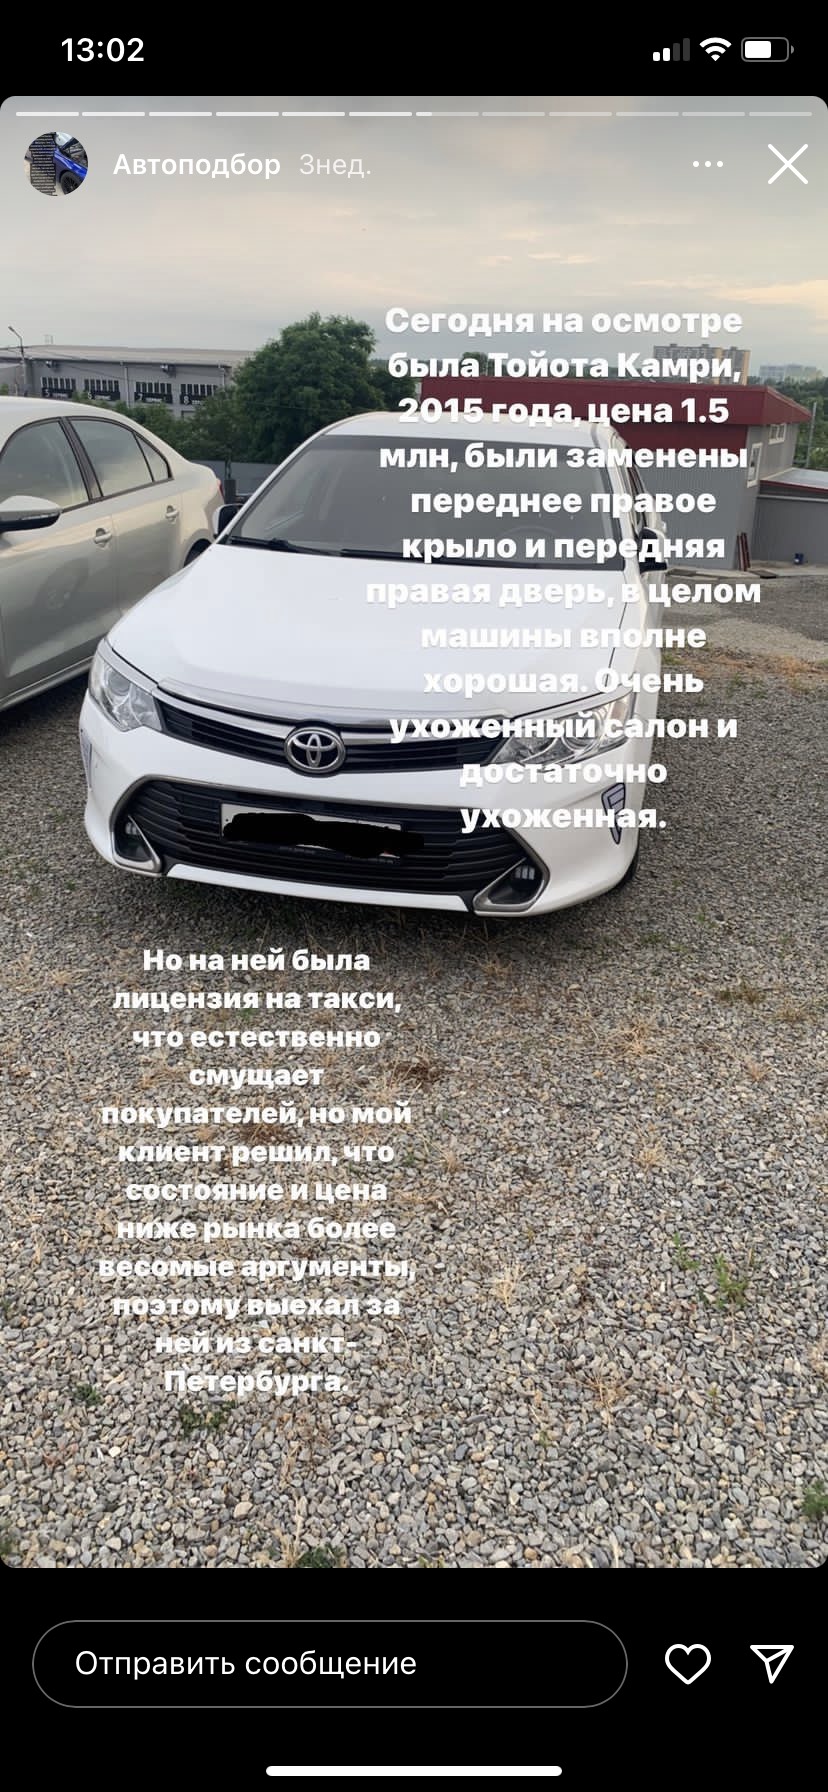 13:02
Автоподбор 3нед.
Сегодня на осмотре
была Тойота Камри,
2015 года, цена 1.5
млн, были заменены
переднее правое
крыло и передняя
правая дверь, в целом
машины вполне
хорошая. Очень
ухоженный салон и
достаточно
ухоженная.
Но на ней была
лицензия на такси,
что естественно
смущает
покупателей, но мой
клиент решил, что
состояние и цена
ниже рынка более
весомые аргументы,
поэтому выехал за
ней из санкт-
Петербурга.
Отправить сообщение